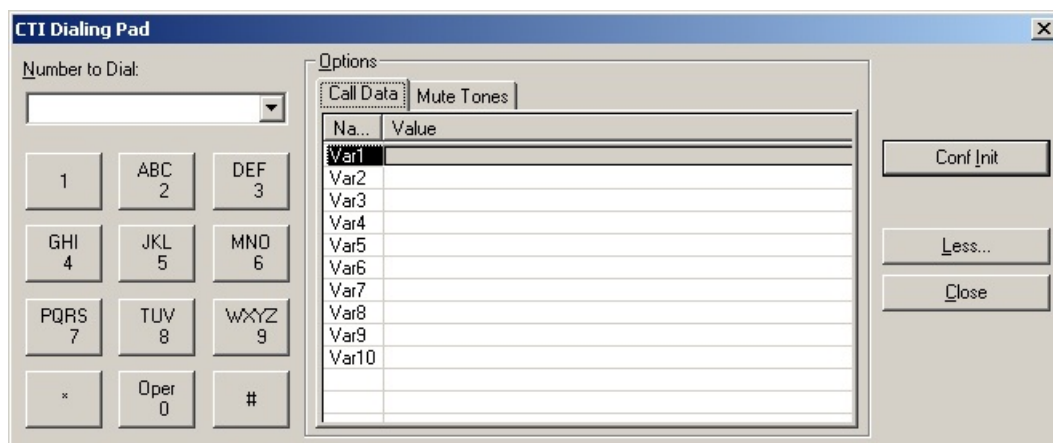 CTI Dialing Pad
Number to Dial:
1
ABC
2
DEF
3
GHI
4
JKL
5
MNO
6
PQRS
7
TUV
8
WXYZ
9
*
Oper
0
#
Options
Call Data
Mute Tones
Na... Value
Var1
Var2
Var3
Var4
Var5
Var6
Var7
Var8
Var9
Var10
Conf Init
Less...
Close